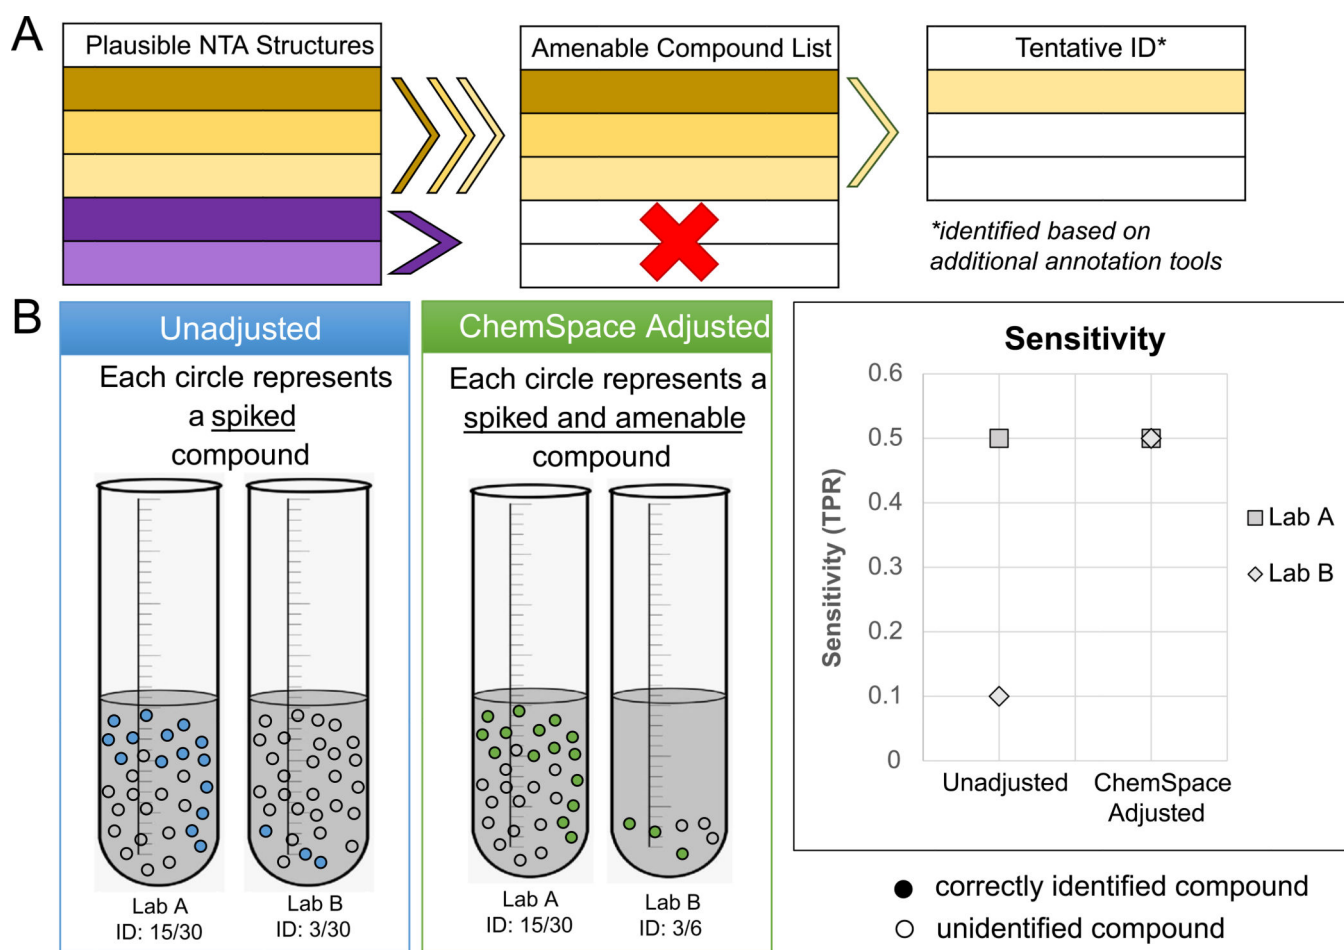 A
Plausible NTA Structures
Amenable Compound List
Tentative ID*
*identified based on
additional annotation tools
B
Unadjusted
Each circle represents
a spiked
compound
Lab A
ID: 15/30
Lab B
ID: 3/30
ChemSpace Adjusted
Each circle represents a
spiked and amenable
compound
Lab A
ID: 15/30
Lab B
ID: 3/6
Sensitivity
Sensitivity (TPR)
0.6
0.5
0.4
0.3
0.2
0.1
0
Unadjusted
ChemSpace
Adjusted
Lab A
Lab B
correctly identified compound
unidentified compound